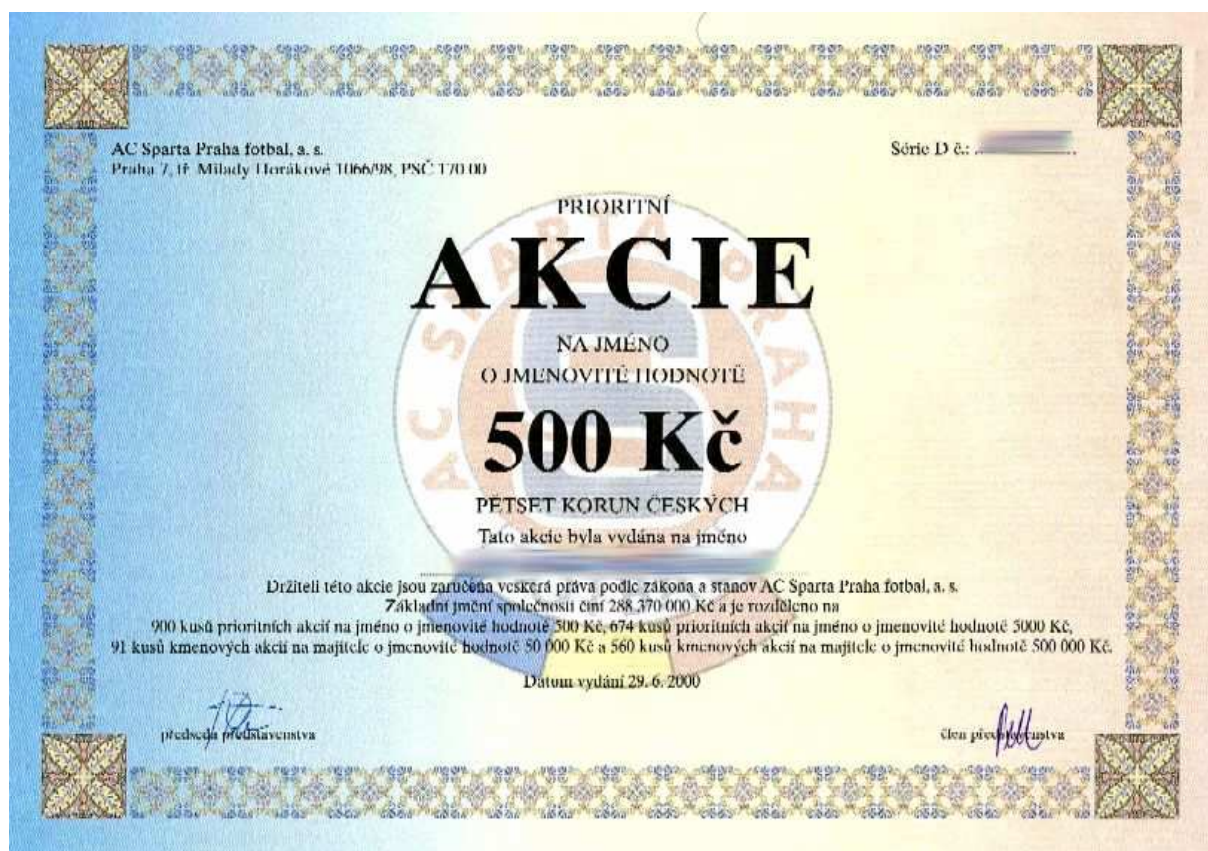 AC Sparta Praha fotbal, a. s.
Praha 7, tř. Milady Horákové 1066/98, PSČ 170 00
Série D č.:
PRIORITNÍ
AKCIE
NA JMÉNO
O JMENOVITÉ HODNOTĚ
500 Kč
PĚTSET KORUN ČESKÝCH
Tato akcie byla vydána na jméno
Držiteli této akcie jsou zaručena veškerá práva podle zákona a stanov AC Sparta Praha fotbal, a. s.
Základní jmění společnosti činí 288 370 000 Kč a je rozděleno na
900 kusů prioritních akcií na jméno o jmenovité hodnotě 500 Kč, 674 kusů prioritních akcií na jméno o jmenovité hodnotě 5000 Kč,
91 kusů kmenových akcií na majitele o jmenovité hodnotě 50 000 Kč a 560 kusů kmenových akcií na majitele o jmenovité hodnotě 500 000 Kč.
Datum vydání 29. 6. 2000
předseda představenstva
člen představenstva
AC SPARTA PRAHA